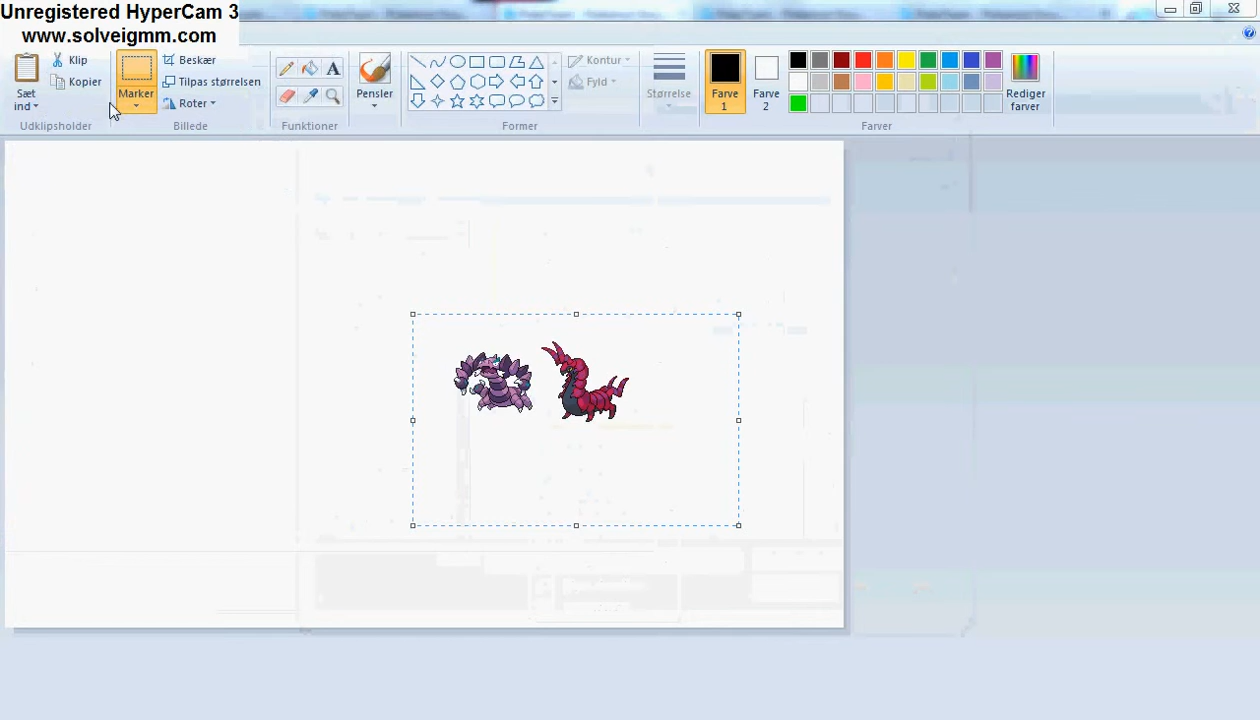 Unregistered HyperCam 3
www.solveigmm.com
Klip
Beskær
Kopier
Tilpas størrelsen
Sæt
ind
Marker
Roter
A
Pensler
Kontur
Fyld
Størrelse
Farve
1
Farve
2
Rediger
farver
Udklipsholder
Billede
Funktioner
Former
Farver